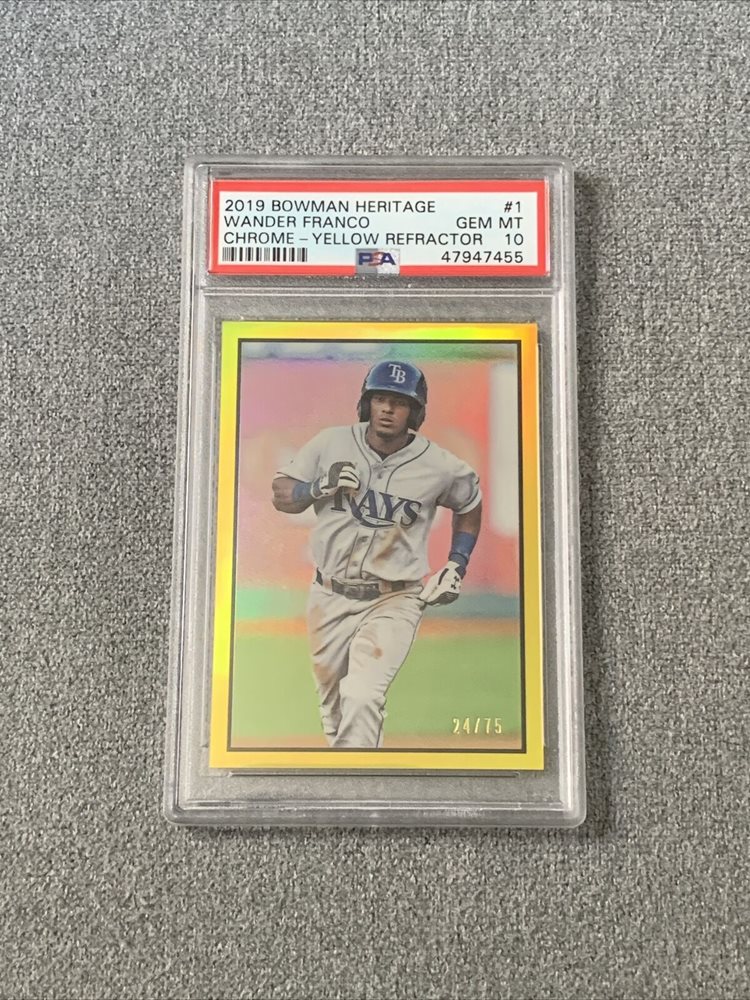 2019 BOWMAN HERITAGE #1
WANDER FRANCO GEM MT
CHROME – YELLOW REFRACTOR 10
PSA 47947455
TB
RAYS
24/75